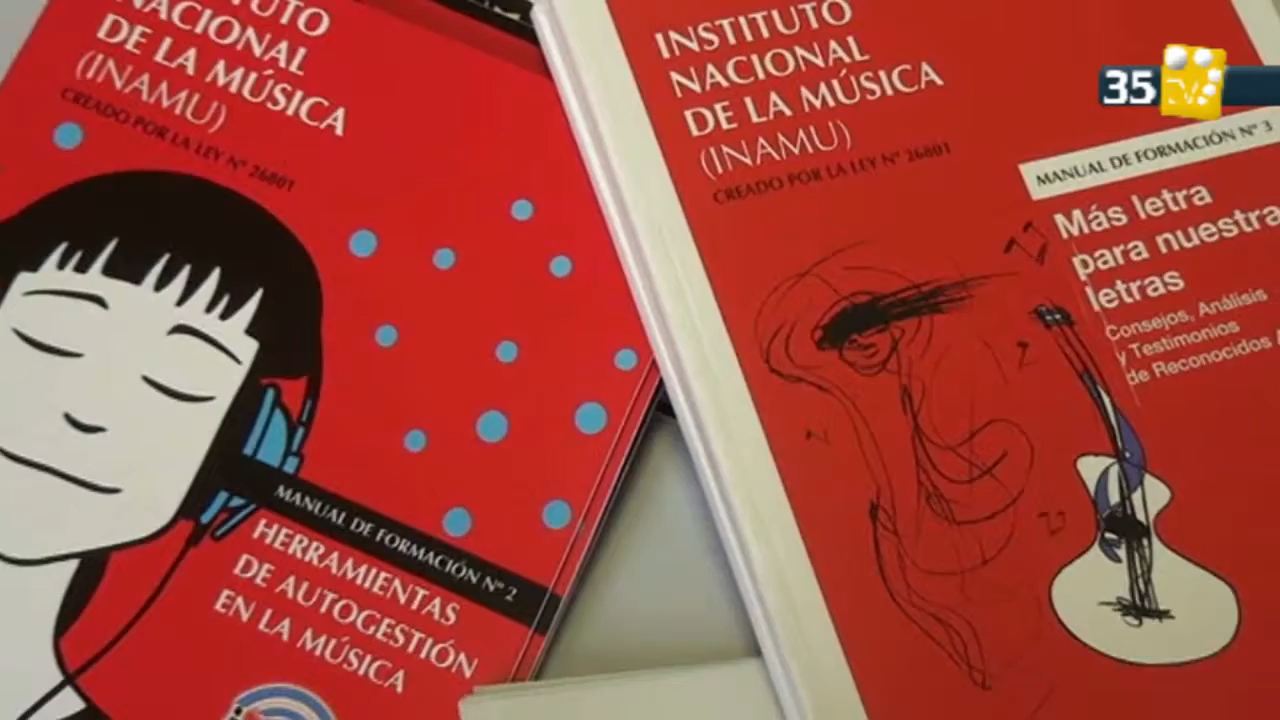 TUTO
NACIONAL
DE LA MÚSICA
(INAMU)
CREADO POR LA LEY Nº 26801
MANUAL DE FORMACIÓN Nº 2
HERRAMIENTAS
DE AUTOGESTIÓN
EN LA MÚSICA
INSTITUTO
NACIONAL
DE LA MÚSICA
(INAMU)
CREADO POR LA LEY Nº 26801
MANUAL DE FORMACIÓN Nº 3
Más letra
para nuestra
letras
Consejos, Análisis
y Testimonios
de Reconocidos A
35
TV